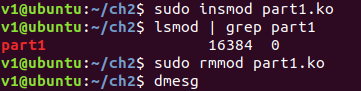 v1@ubuntu:~/ch2$ sudo insmod part1.ko
v1@ubuntu:~/ch2$ lsmod | grep part1
part1                  16384  0
v1@ubuntu:~/ch2$ sudo rmmod part1.ko
v1@ubuntu:~/ch2$ dmesg